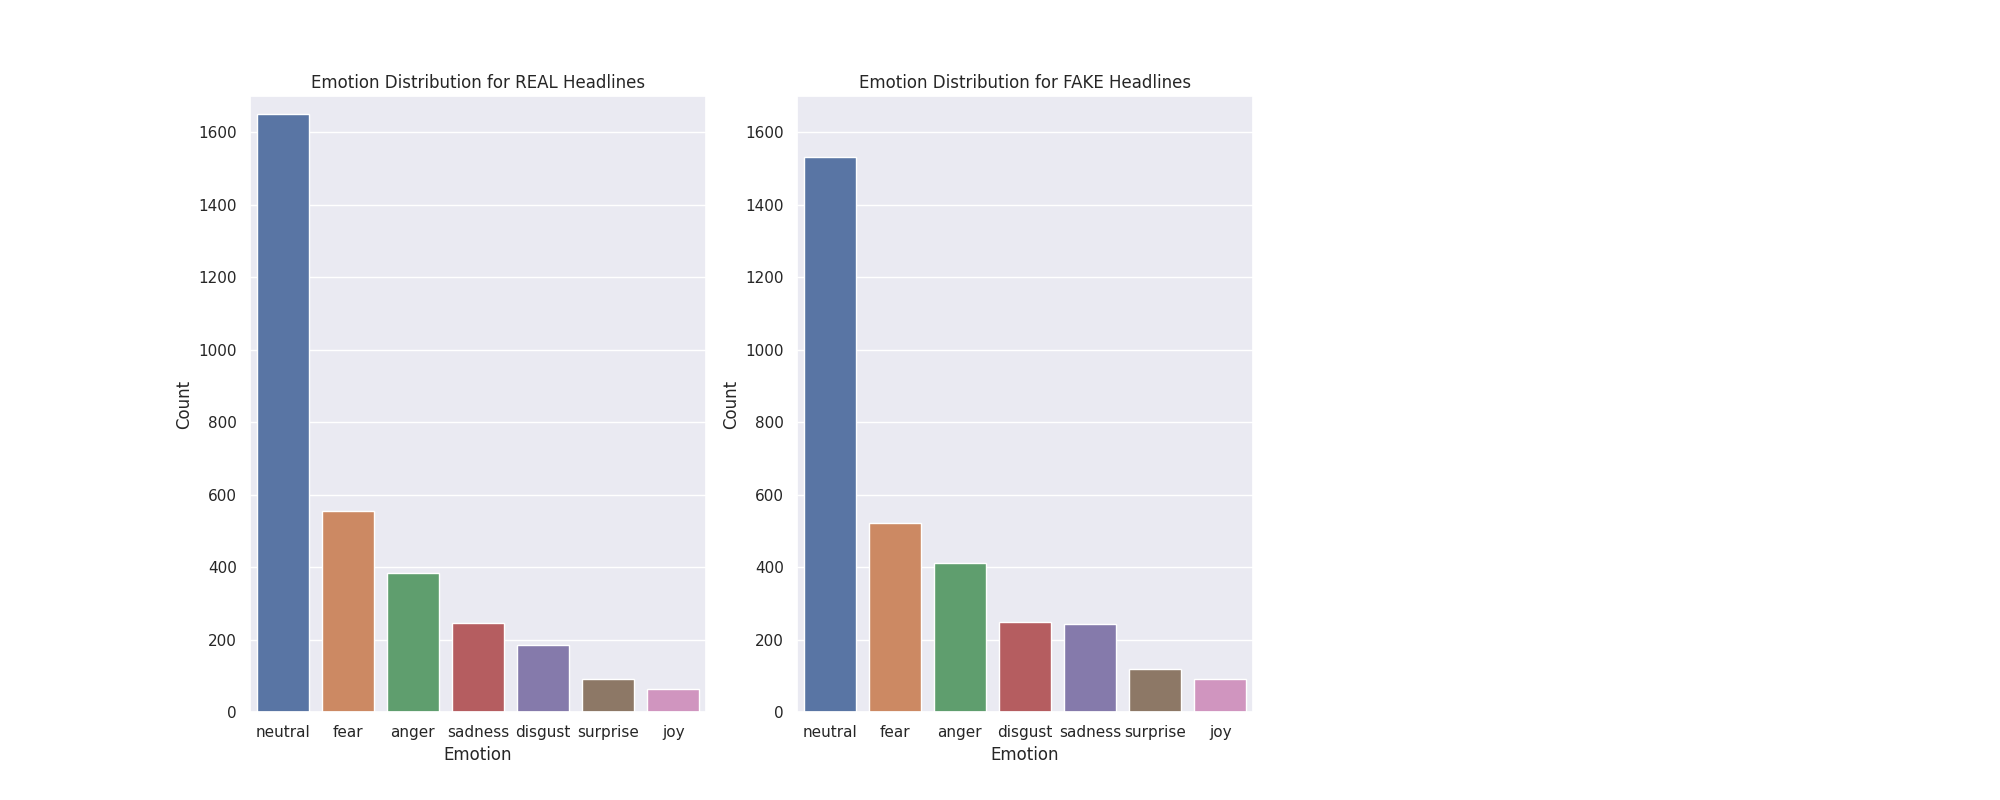 Emotion Distribution for REAL Headlines
Count
1600
1400
1200
1000
800
600
400
200
0
neutral fear anger sadness disgust surprise joy
Emotion
Emotion Distribution for FAKE Headlines
Count
1600
1400
1200
1000
800
600
400
200
0
neutral fear anger disgust sadness surprise joy
Emotion